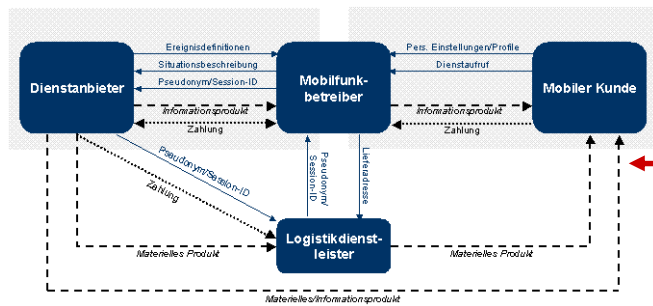 Ereignisdefinitionen
Pers. Einstellungen/Profile
Situationsbeschreibung
Dienstaufruf
Pseudonym/Session-ID
Dienstanbieter
Mobilfunk-
betreiber
Mobiler Kunde
Informationsprodukt
Informationsprodukt
Zahlung
Zahlung
Pseudonym/Session-ID
Zahlung
Pseudonym/
Session-ID
Lieferadresse
Logistikdienst-
leister
Materielles Produkt
Materielles Produkt
Materielles/Informationsprodukt